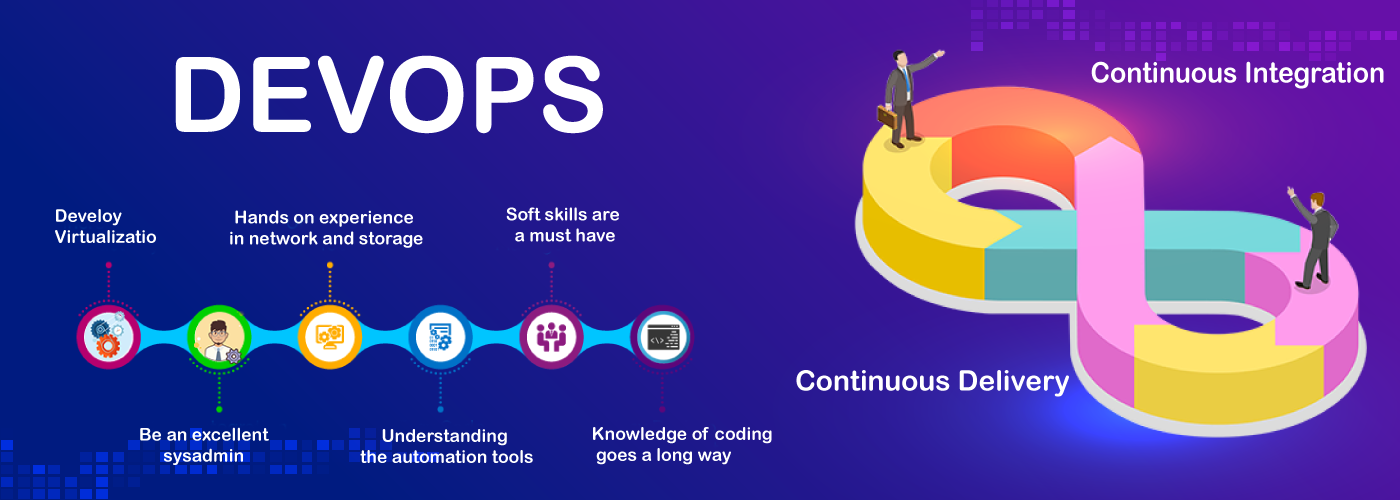 DEVOPS
Continuous Integration
Develoy
Virtualizatio
Hands on experience
in network and storage
Soft skills are
a must have
Be an excellent
sysadmin
Understanding
the automation tools
Knowledge of coding
goes a long way
Continuous Delivery